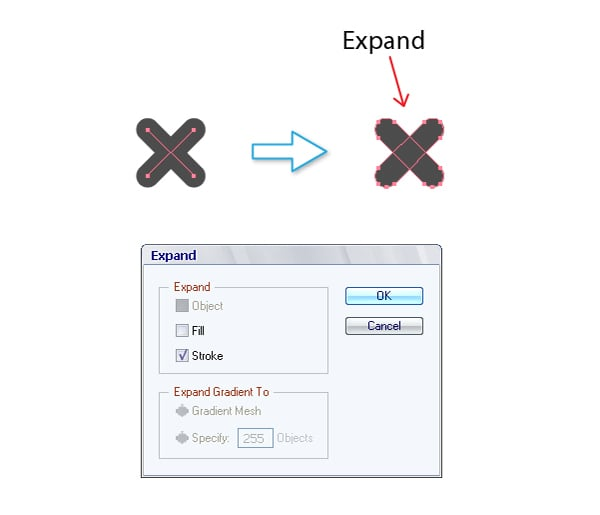 Expand
Expand
Expand
Object
Fill
Stroke
OK
Cancel
Expand Gradient To
Gradient Mesh
Specify: 255 Objects